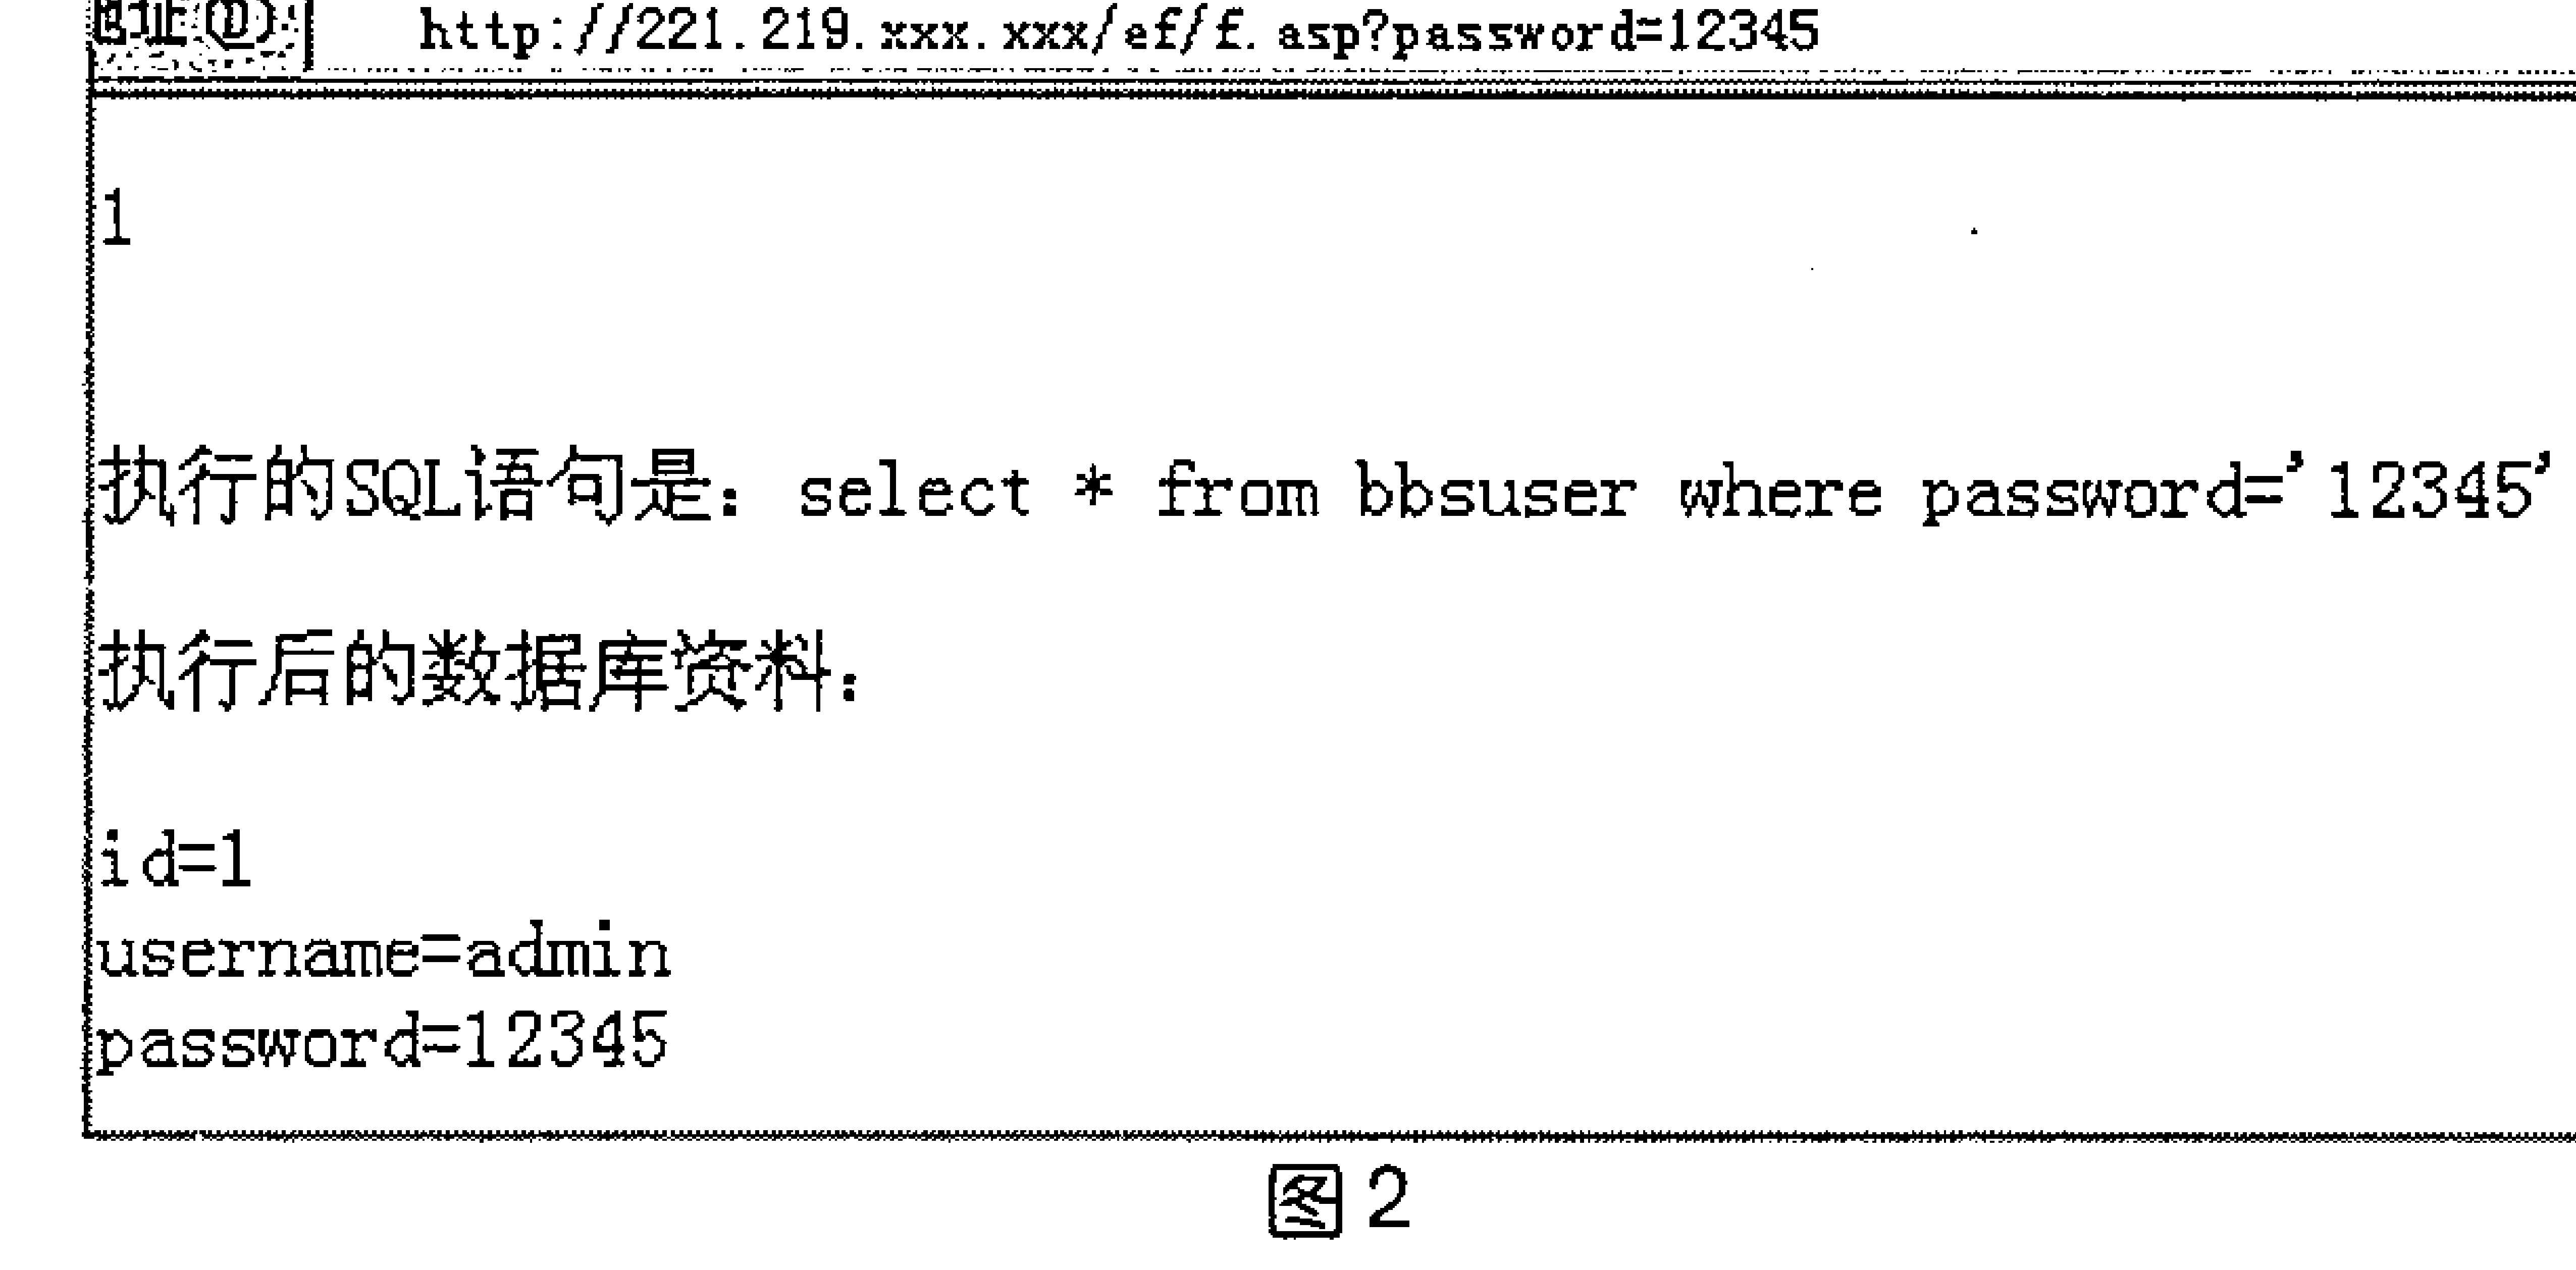 址(D) http://221.219.xxx.xxx/ef/f.asp?password=12345
1
执行的SQL语句是：select * from bbsuser where password='12345'
执行后的数据库资料：
id=1
username=admin
password=12345
图2